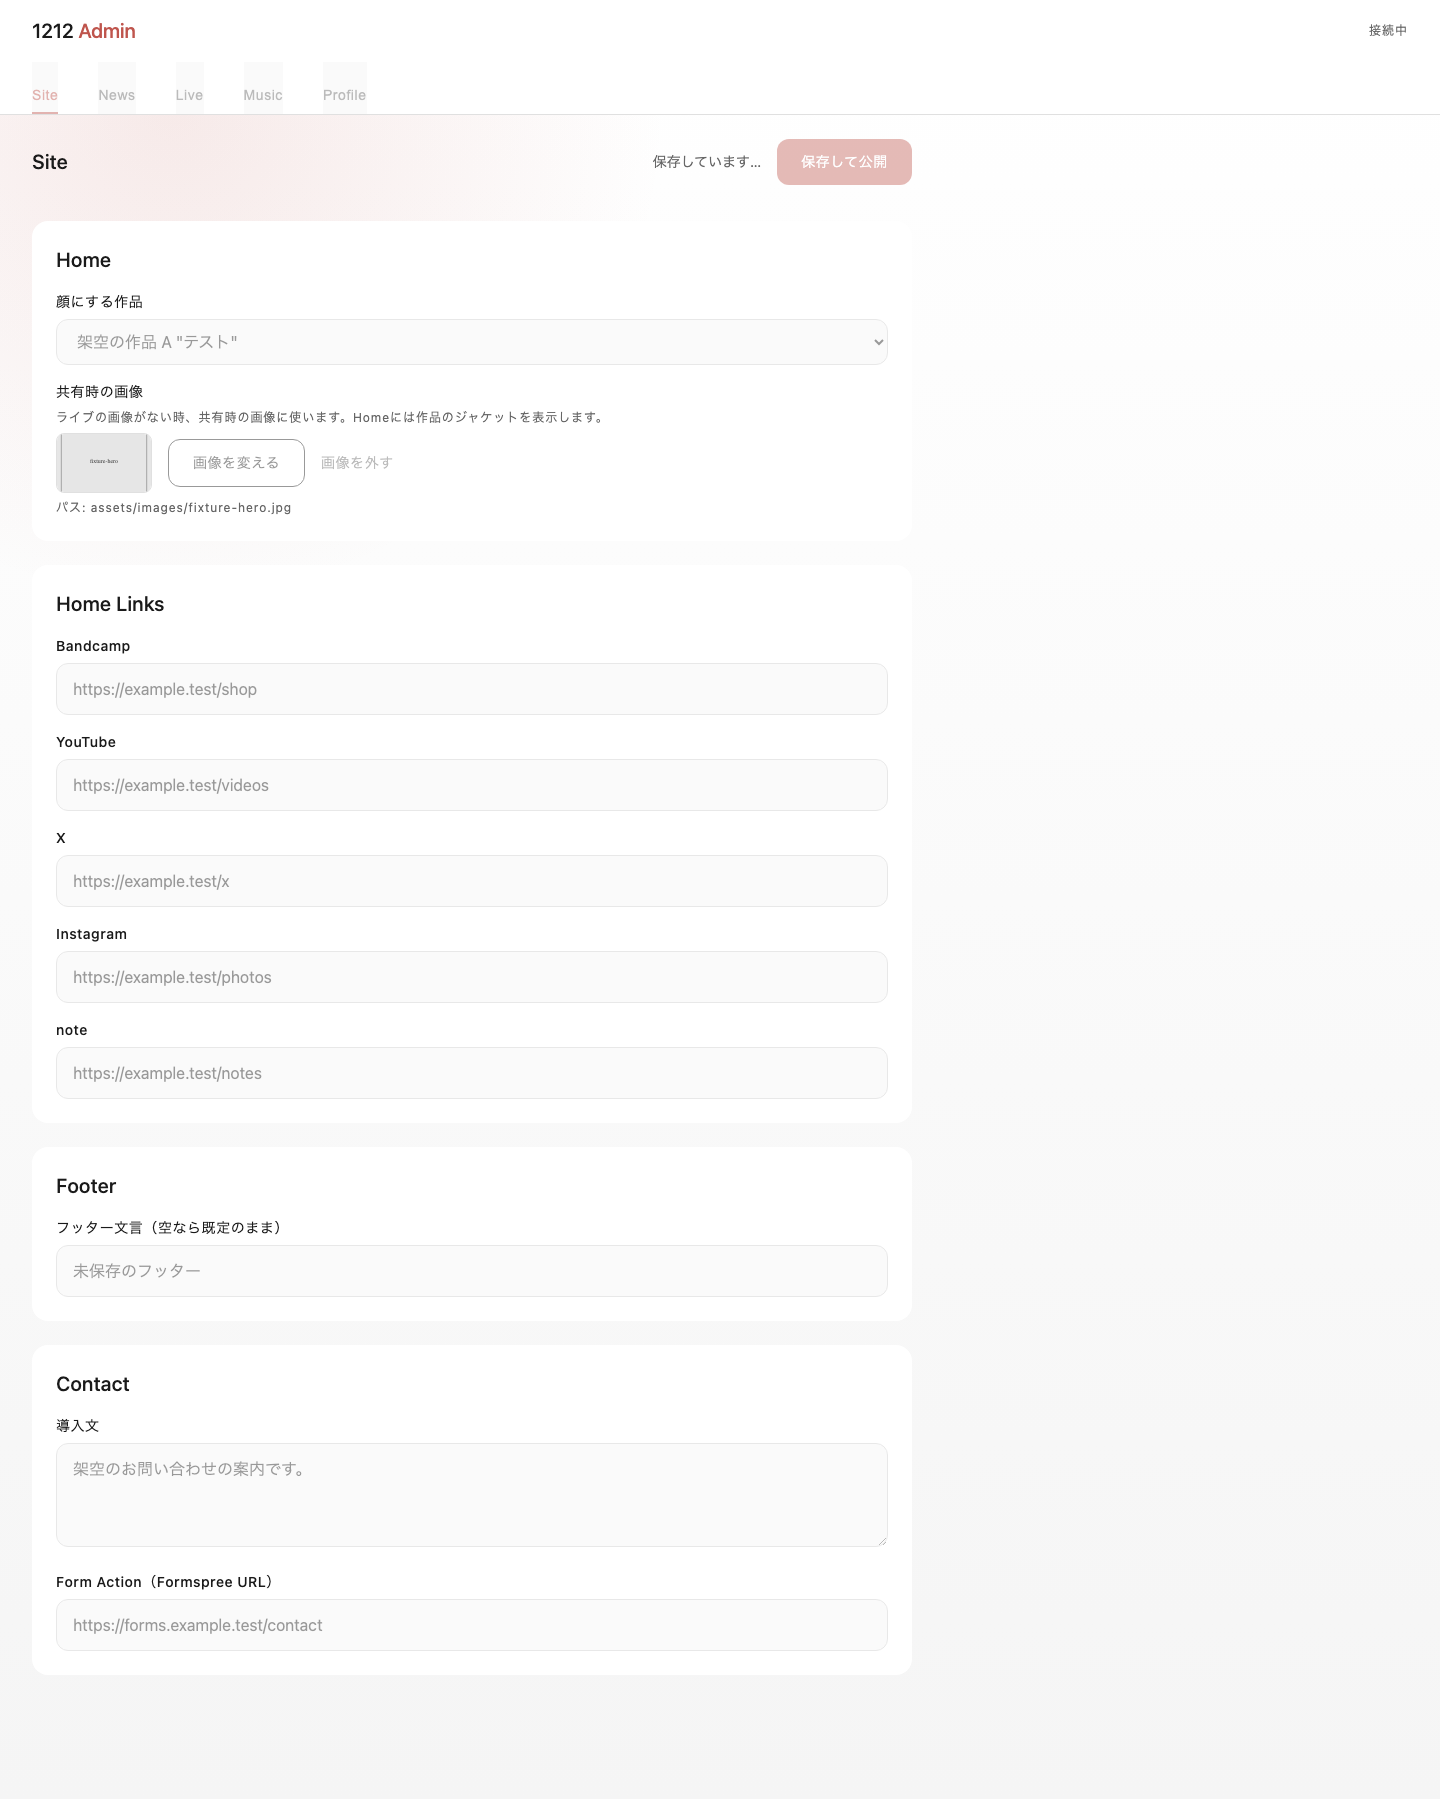 1212 Admin
接続中
Site
News
Live
Music
Profile
Site
保存しています…
保存して公開
Home
顔にする作品
架空の作品 A "テスト"
共有時の画像
ライブの画像がない時、共有時の画像に使います。Homeには作品のジャケットを表示します。
fixture-hero
画像を変える
画像を外す
パス: assets/images/fixture-hero.jpg
Home Links
Bandcamp
https://example.test/shop
YouTube
https://example.test/videos
X
https://example.test/x
Instagram
https://example.test/photos
note
https://example.test/notes
Footer
フッター文言（空なら既定のまま）
未保存のフッター
Contact
導入文
架空のお問い合わせの案内です。
Form Action（Formspree URL）
https://forms.example.test/contact